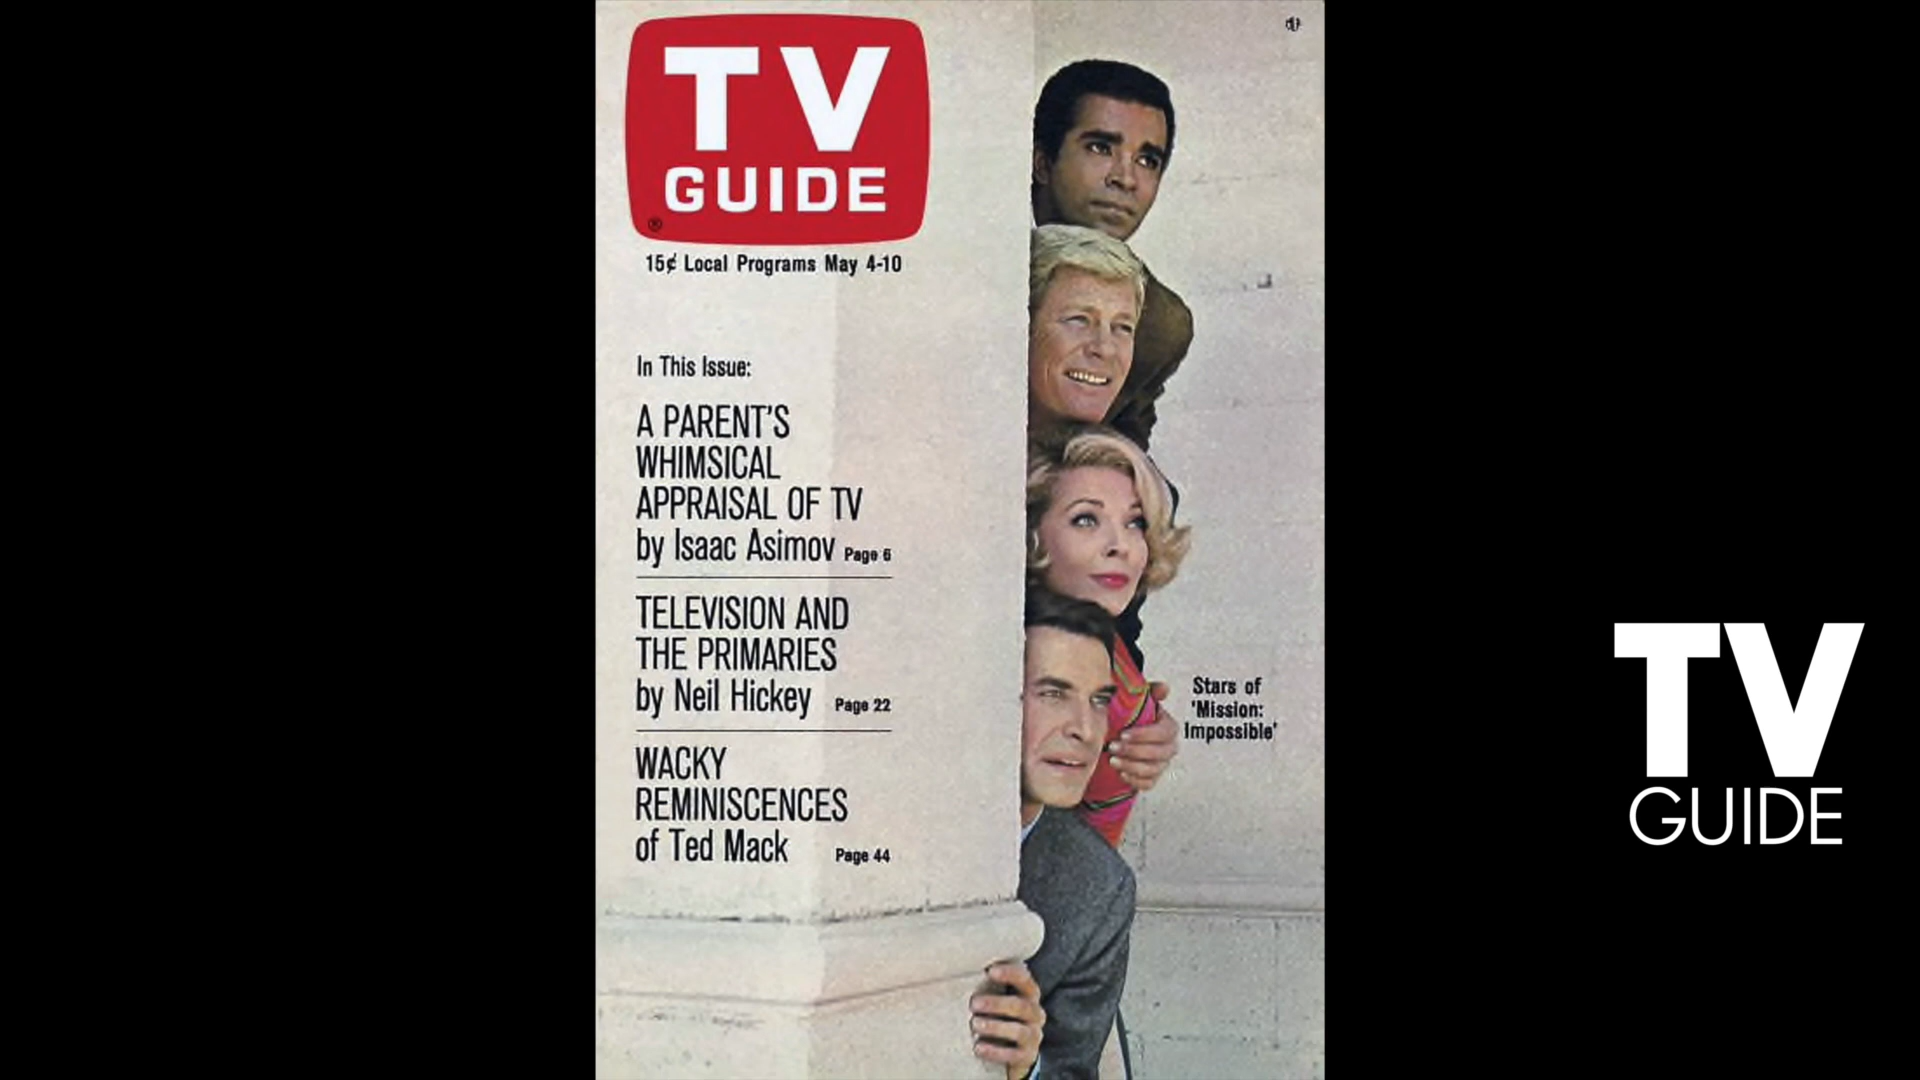 TV
GUIDE
®
15¢ Local Programs May 4-10
In This Issue:
A PARENT'S
WHIMSICAL
APPRAISAL OF TV
by Isaac Asimov Page 6
TELEVISION AND
THE PRIMARIES
by Neil Hickey Page 22
WACKY
REMINISCENCES
of Ted Mack Page 44
Stars of
'Mission:
Impossible'
TV
GUIDE